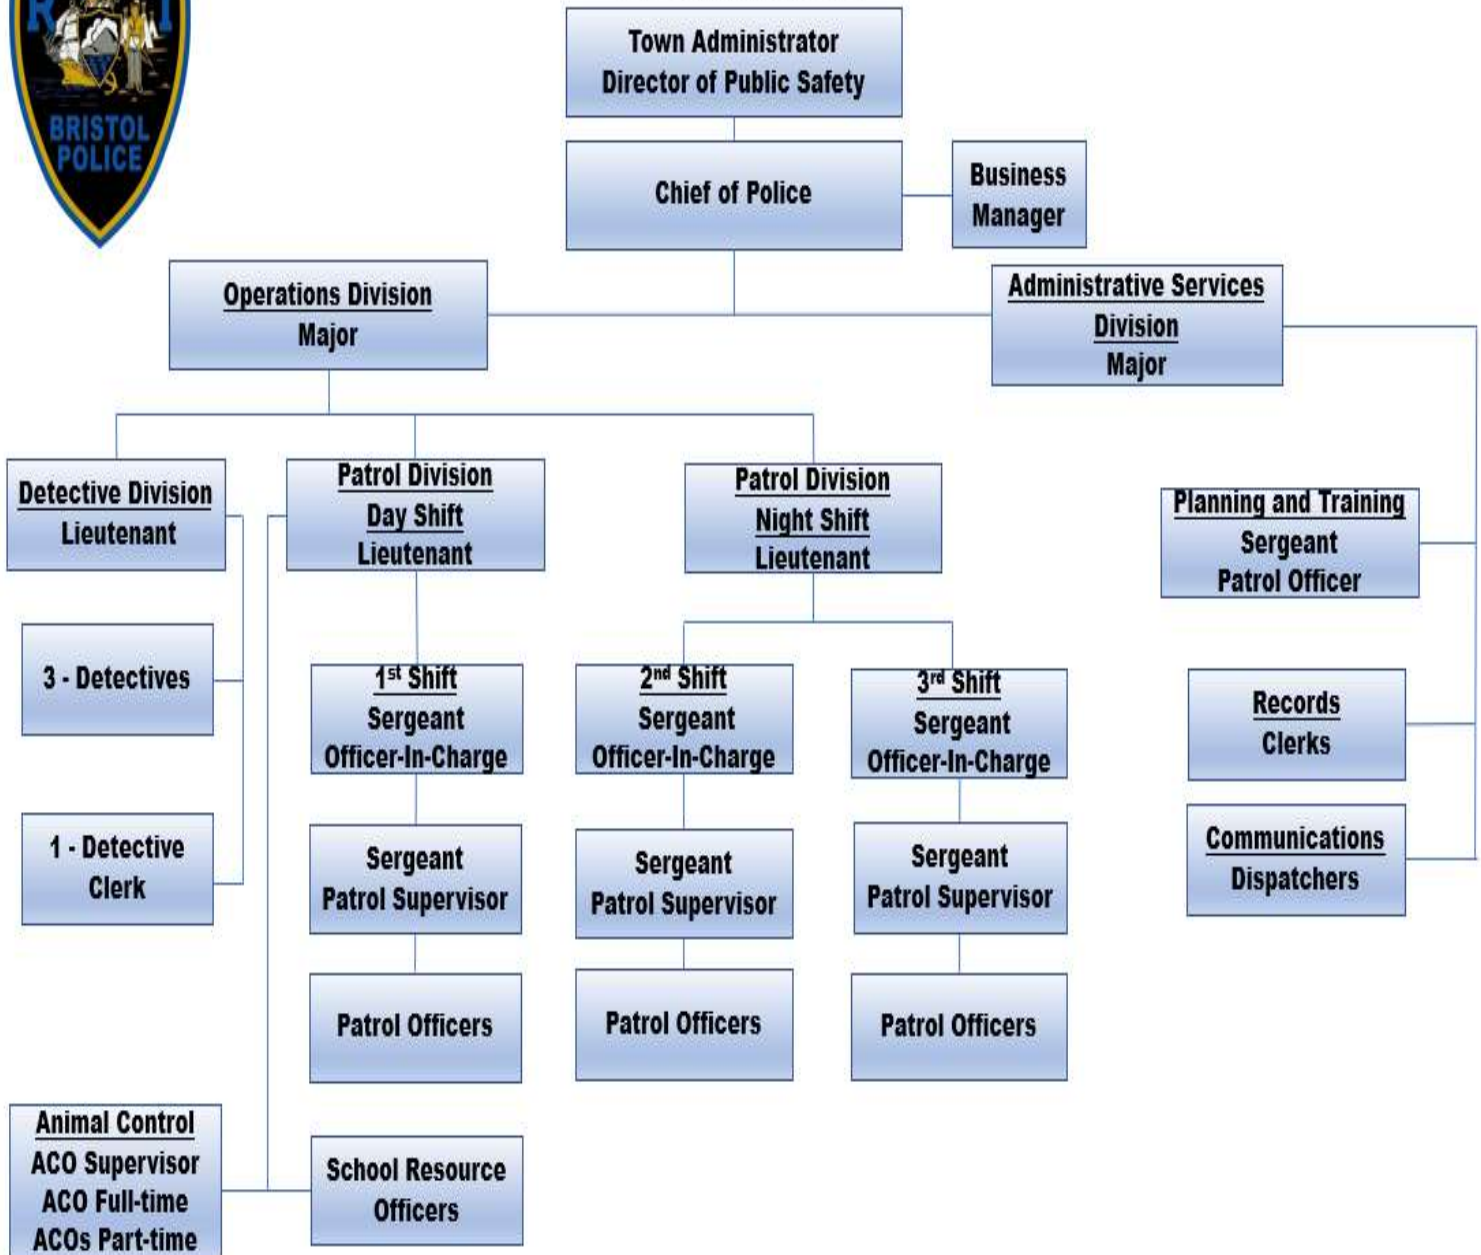 R I
BRISTOL
POLICE
Town Administrator
Director of Public Safety
Chief of Police
Business
Manager
Operations Division
Major
Administrative Services
Division
Major
Detective Division
Lieutenant
Patrol Division
Day Shift
Lieutenant
Patrol Division
Night Shift
Lieutenant
Planning and Training
Sergeant
Patrol Officer
3 - Detectives
1st Shift
Sergeant
Officer-In-Charge
2nd Shift
Sergeant
Officer-In-Charge
3rd Shift
Sergeant
Officer-In-Charge
Records
Clerks
1 - Detective
Clerk
Sergeant
Patrol Supervisor
Sergeant
Patrol Supervisor
Sergeant
Patrol Supervisor
Communications
Dispatchers
Patrol Officers
Patrol Officers
Patrol Officers
Animal Control
ACO Supervisor
ACO Full-time
ACOs Part-time
School Resource
Officers